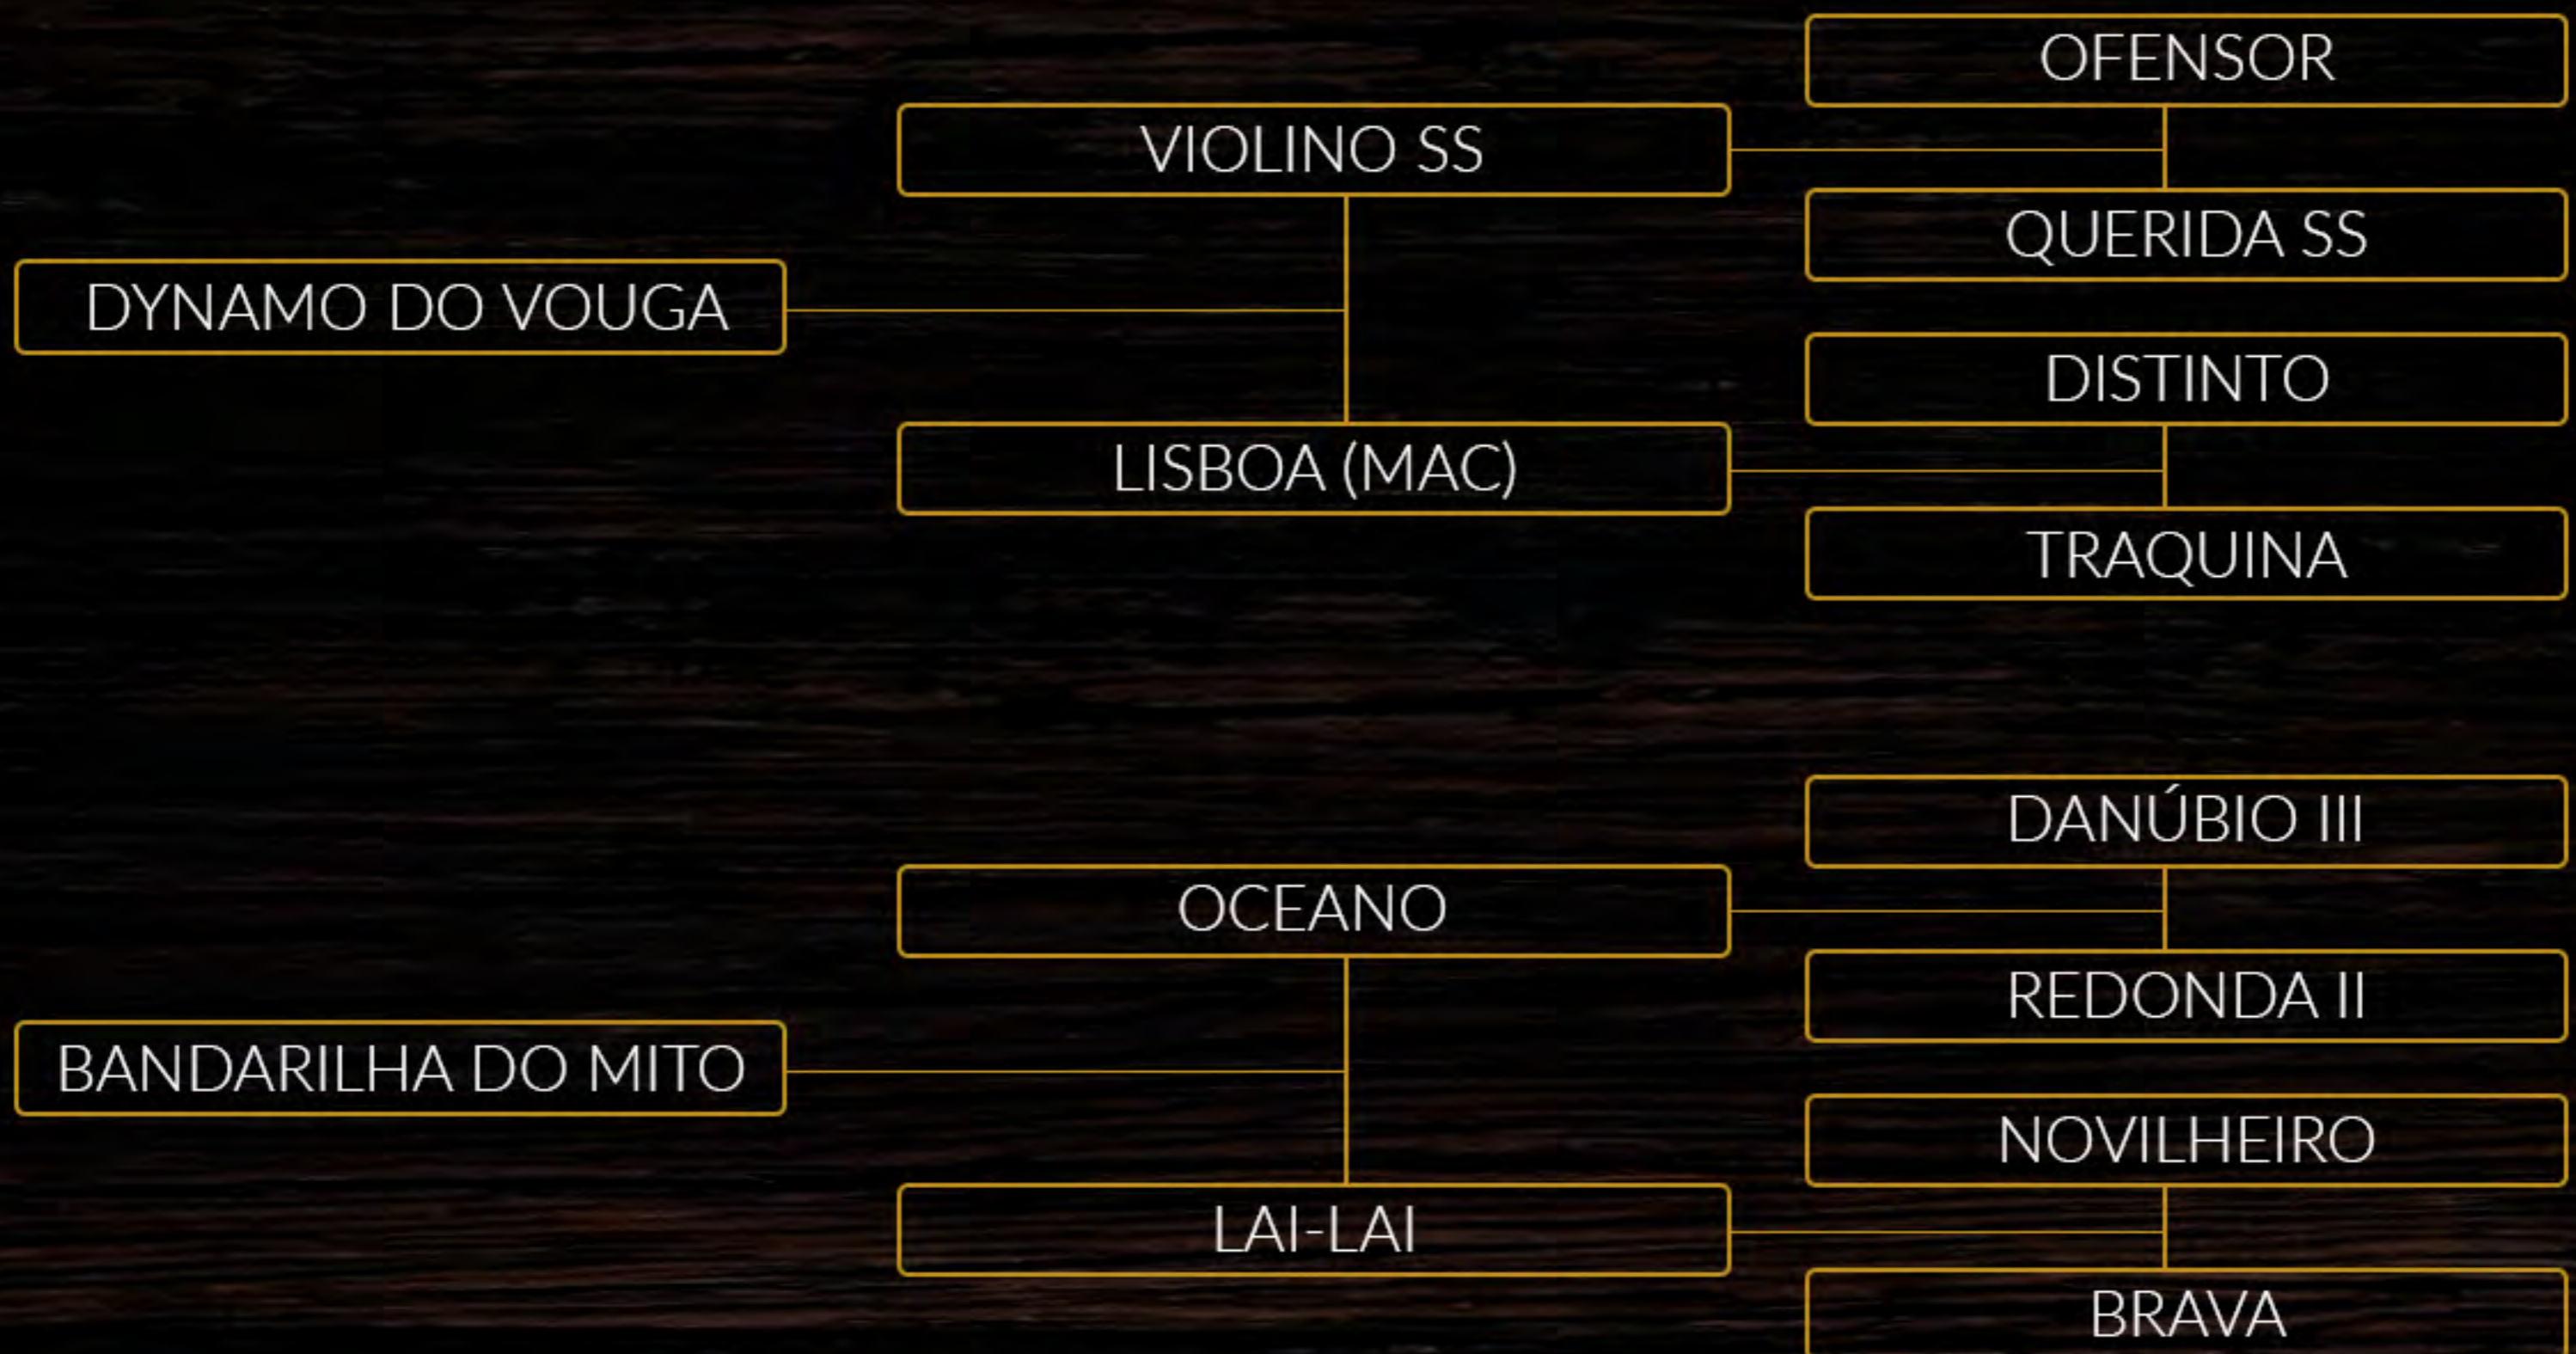 OFENSOR
VIOLINO SS
QUERIDA SS
DYNAMO DO VOUGA
DISTINTO
LISBOA (MAC)
TRAQUINA
DANÚBIO III
OCEANO
REDONDA II
BANDARILHA DO MITO
NOVILHEIRO
LAI-LAI
BRAVA